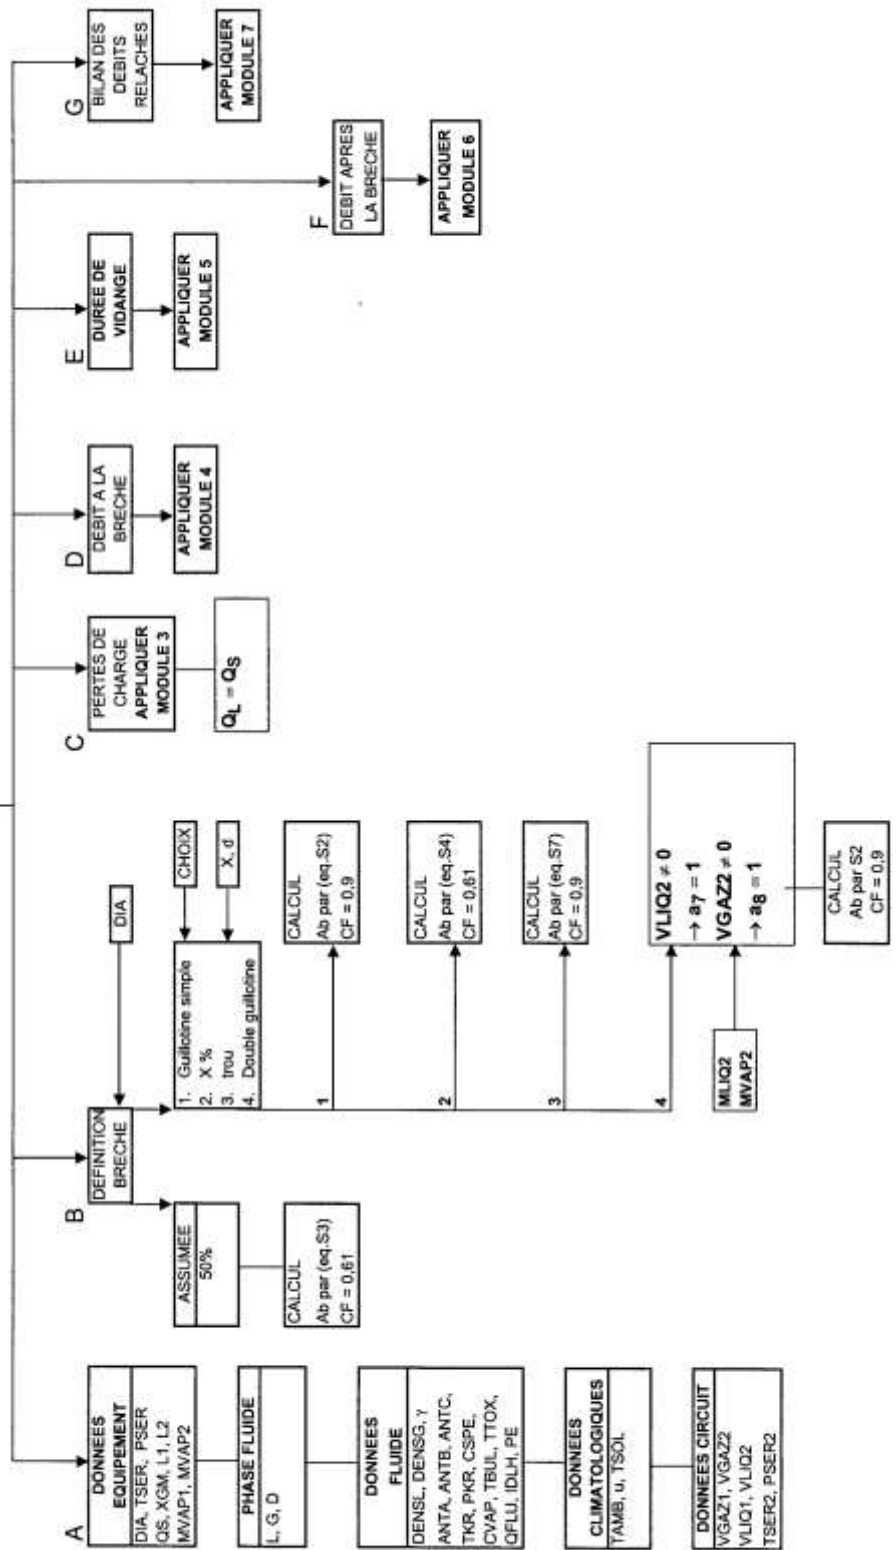 A
DONNEES
EQUIPEMENT
DIA, TSER, PSER
QS, XGM, L1, L2
MVAP1, MVAP2
PHASE FLUIDE
L, G, D
DONNEES
FLUIDE
DENSL, DENSG, γ
ANTA, ANTB, ANTC,
TKR, PKR, CSPE,
CVAP, TBUL, TTOX,
QFLU, IDLH, PE
DONNEES
CLIMATOLOGIQUES
TAMB, u, TSOL
DONNEES CIRCUIT
VGAZ1, VGAZ2
VLIQ1, VLIQ2
TSER2, PSER2
B
DEFINITION
BRECHE
DIA
ASSUMEE
50%
CALCUL
Ab par (eq.S3)
CF = 0,61
1. Guillotine simple
2. X %
3. trou
4. Double guillotine
CHOIX
X, d
1
CALCUL
Ab par (eq.S2)
CF = 0,9
2
CALCUL
Ab par (eq.S4)
CF = 0,61
3
CALCUL
Ab par (eq.S7)
CF = 0,9
4
MLIQ2
MVAP2
VLIQ2 ≠ 0
→ a7 = 1
VGAZ2 ≠ 0
→ a8 = 1
CALCUL
Ab par S2
CF = 0,9
C
PERTES DE
CHARGE
APPLIQUER
MODULE 3
QL = QS
D
DEBIT A LA
BRECHE
APPLIQUER
MODULE 4
E
DUREE DE
VIDANGE
APPLIQUER
MODULE 5
F
DEBIT APRES
LA BRECHE
APPLIQUER
MODULE 6
G
BILAN DES
DEBITS
RELACHES
APPLIQUER
MODULE 7